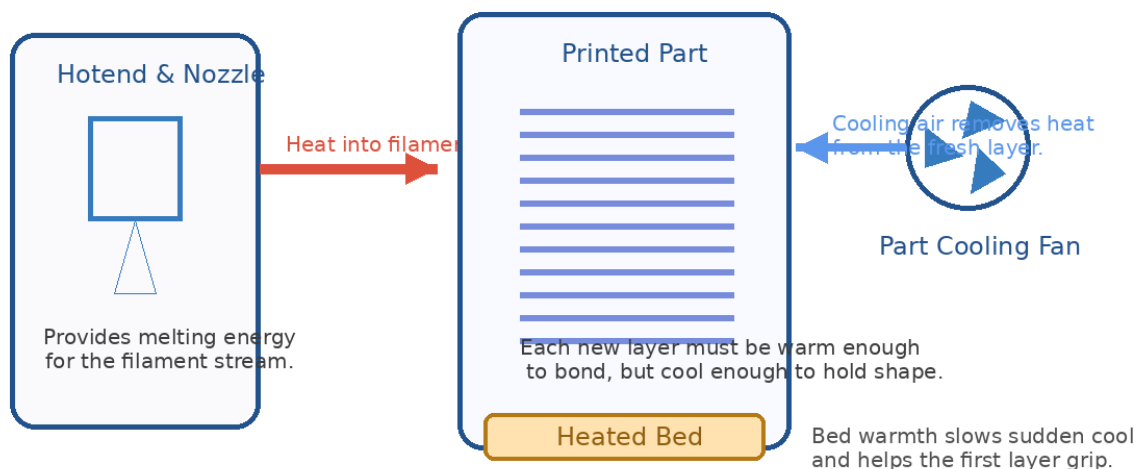 Hotend & Nozzle
Provides melting energy
for the filament stream.
Heat into filamen
Printed Part
Each new layer must be warm enough
to bond, but cool enough to hold shape.
Heated Bed
Cooling air removes heat
from the fresh layer.
Part Cooling Fan
Bed warmth slows sudden cool
and helps the first layer grip.